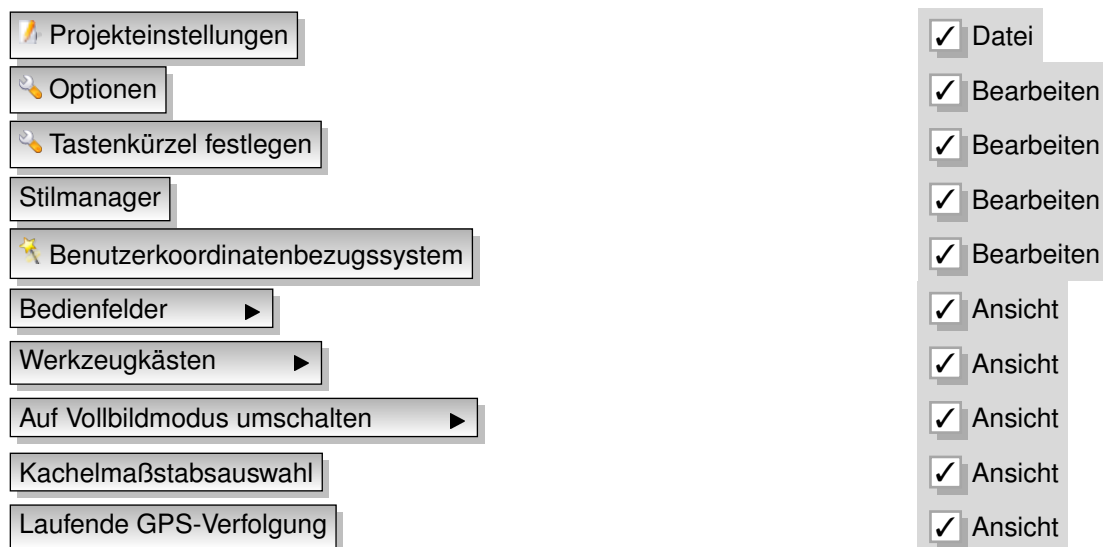 Projekteinstellungen Datei
Optionen Bearbeiten
Tastenkürzel festlegen Bearbeiten
Stilmanager Bearbeiten
Benutzerkoordinatenbezugssystem Bearbeiten
Bedienfelder Ansicht
Werkzeugkästen Ansicht
Auf Vollbildmodus umschalten Ansicht
Kachelmaßstabsauswahl Ansicht
Laufende GPS-Verfolgung Ansicht